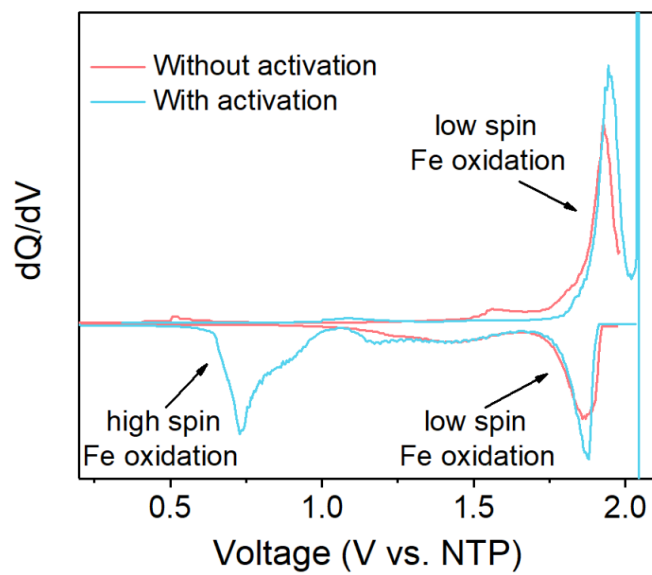 Without activation
With activation
low spin
Fe oxidation
high spin
Fe oxidation
low spin
Fe oxidation
dQ/dV
0.5 1.0 1.5 2.0
Voltage (V vs. NTP)